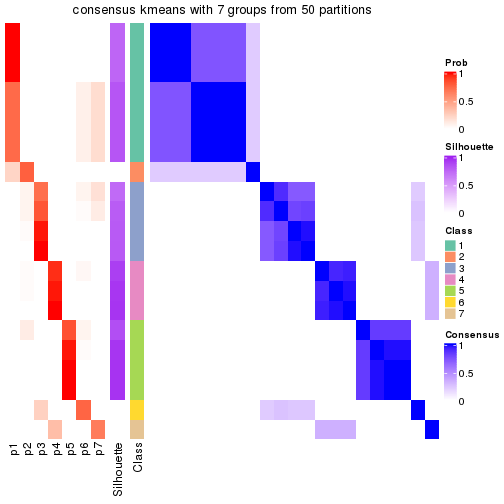 consensus kmeans with 7 groups from 50 partitions
Prob
1
0.5
0
Silhouette
1
0.5
0
Class
1
2
3
4
5
6
7
Consensus
1
0.5
0
p1
p2
p3
p4
p5
p6
p7
Silhouette
Class